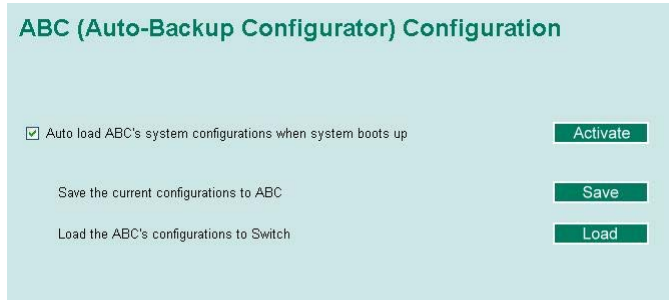 ABC (Auto-Backup Configurator) Configuration
Auto load ABC's system configurations when system boots up Activate
Save the current configurations to ABC Save
Load the ABC's configurations to Switch Load